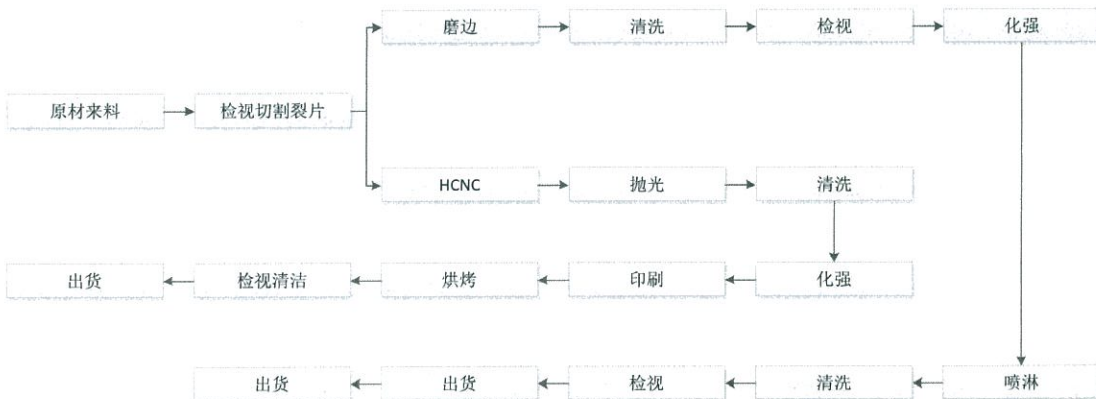 磨边 清洗 检视 化强
原材来料 检视切割裂片
HCNC 抛光 清洗
出货 检视清洁 烘烤 印刷 化强
出货 出货 检视 清洗 喷淋